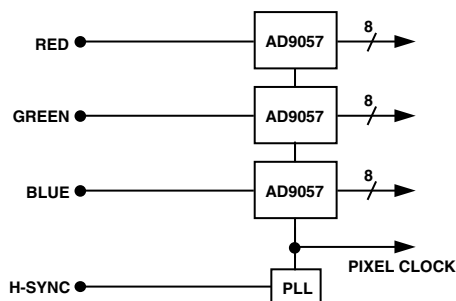 RED
AD9057
8
GREEN
AD9057
8
BLUE
AD9057
8
PIXEL CLOCK
H-SYNC
PLL